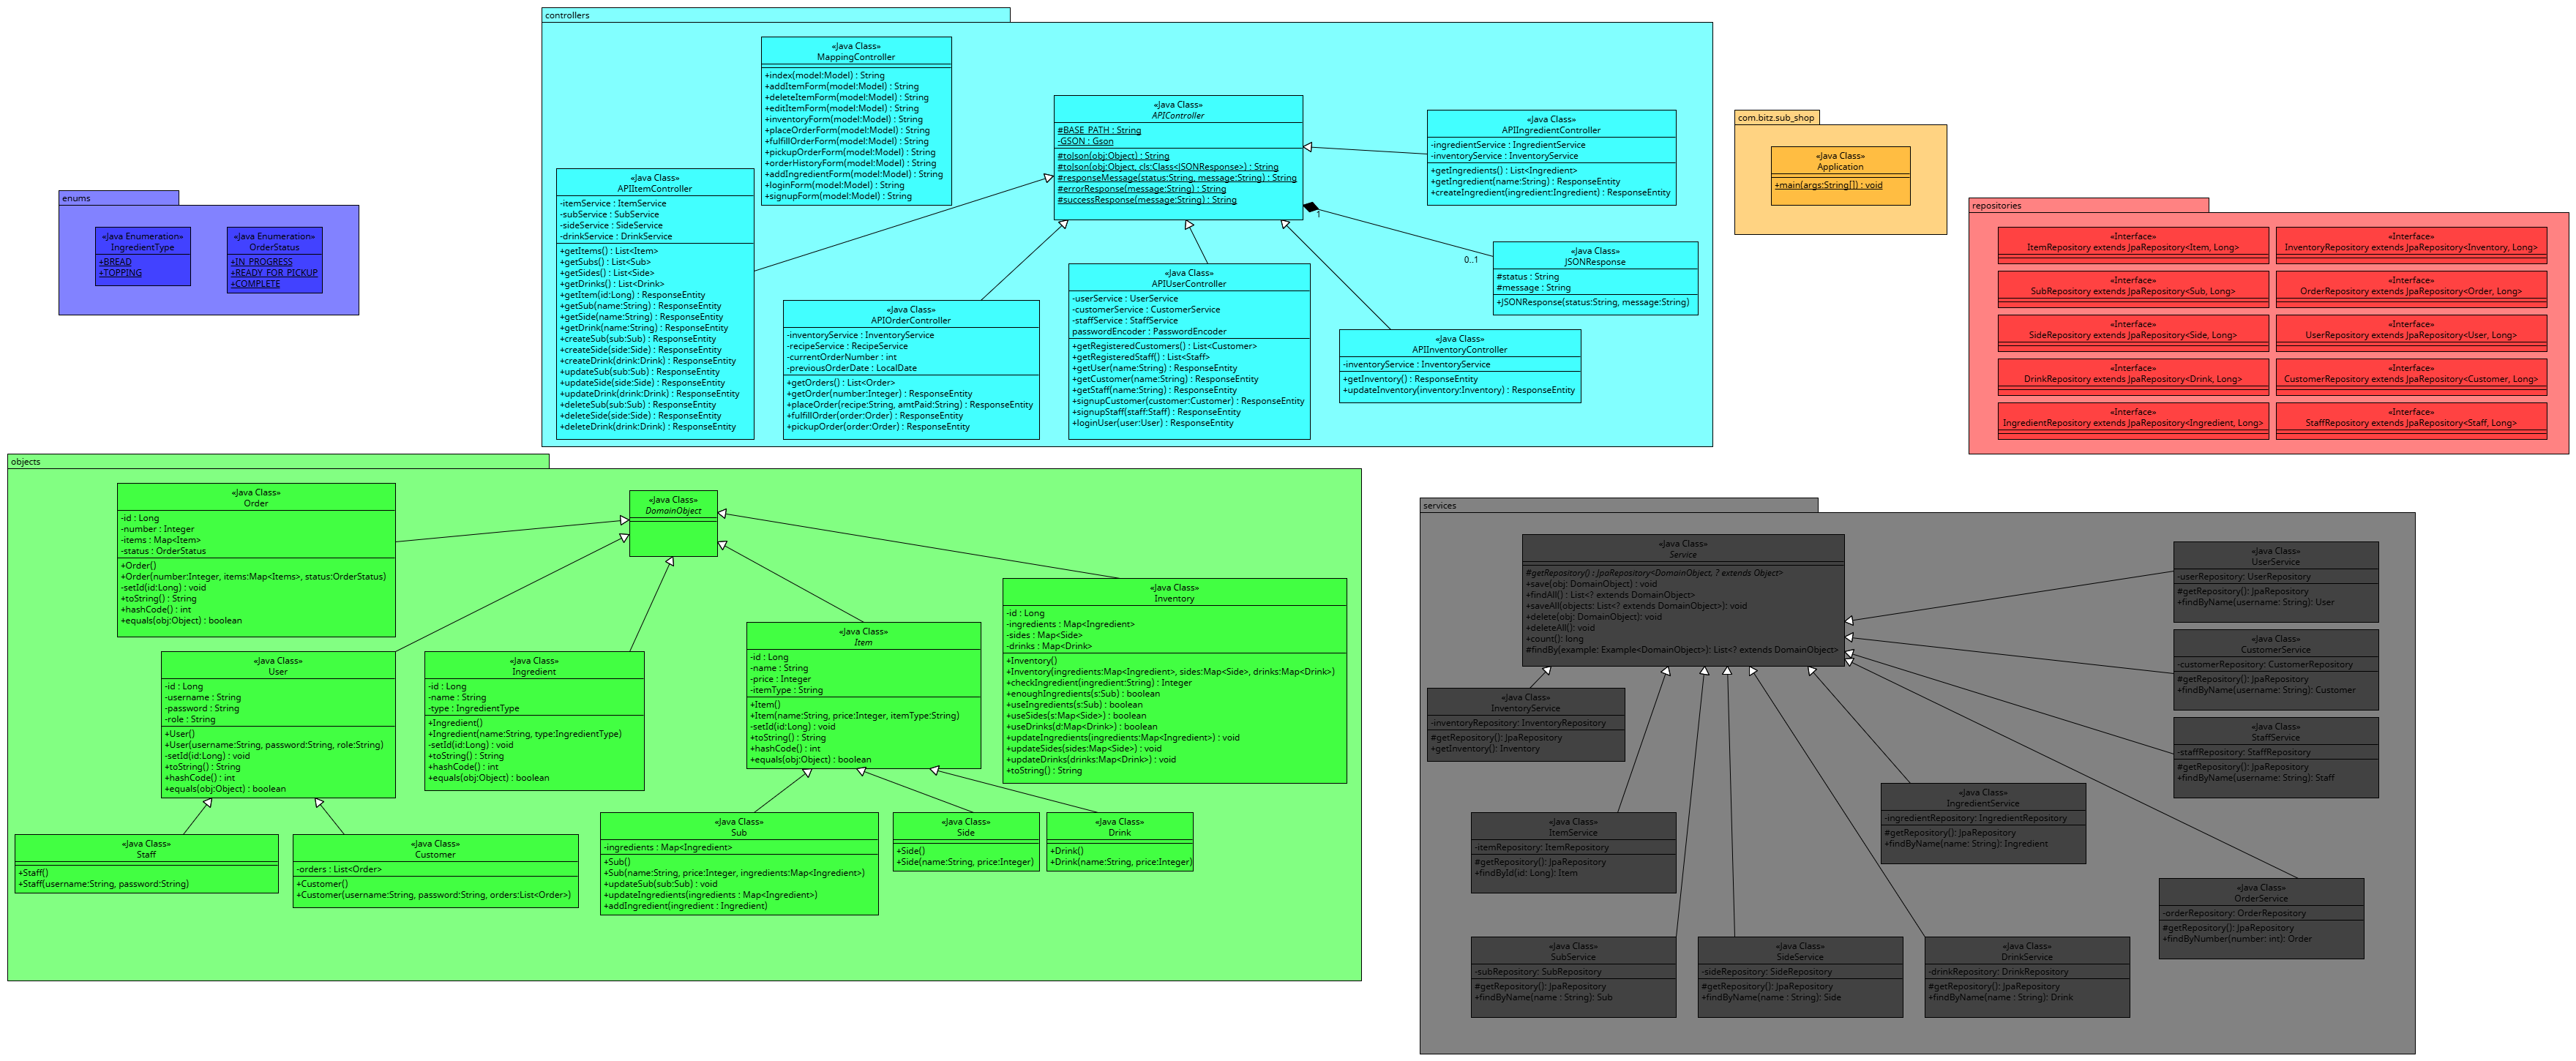 controllers
«Java Class»
MappingController
+index(model:Model) : String
+addItemForm(model:Model) : String
+deleteItemForm(model:Model) : String
+editItemForm(model:Model) : String
+inventoryForm(model:Model) : String
+placeOrderForm(model:Model) : String
+fulfillOrderForm(model:Model) : String
+pickupOrderForm(model:Model) : String
+orderHistoryForm(model:Model) : String
+addIngredientForm(model:Model) : String
+loginForm(model:Model) : String
+signupForm(model:Model) : String
«Java Class»
APIController
#BASE_PATH : String
-GSON : Gson
#toJson(obj:Object) : String
#toJson(obj:Object, cls:Class<JSONResponse>) : String
#responseMessage(status:String, message:String) : String
#errorResponse(message:String) : String
#successResponse(message:String) : String
1
0..1
«Java Class»
APIIngredientController
-ingredientService : IngredientService
-inventoryService : InventoryService
+getIngredients() : List<Ingredient>
+getIngredient(name:String) : ResponseEntity
+createIngredient(ingredient:Ingredient) : ResponseEntity
«Java Class»
APIItemController
-itemService : ItemService
-subService : SubService
-sideService : SideService
-drinkService : DrinkService
+getItems() : List<Item>
+getSubs() : List<Sub>
+getSides() : List<Side>
+getDrinks() : List<Drink>
+getItem(id:Long) : ResponseEntity
+getSub(name:String) : ResponseEntity
+getSide(name:String) : ResponseEntity
+getDrink(name:String) : ResponseEntity
+createSub(sub:Sub) : ResponseEntity
+createSide(side:Side) : ResponseEntity
+createDrink(drink:Drink) : ResponseEntity
+updateSub(sub:Sub) : ResponseEntity
+updateSide(side:Side) : ResponseEntity
+updateDrink(drink:Drink) : ResponseEntity
+deleteSub(sub:Sub) : ResponseEntity
+deleteSide(side:Side) : ResponseEntity
+deleteDrink(drink:Drink) : ResponseEntity
«Java Class»
JSONResponse
#status : String
#message : String
+JSONResponse(status:String, message:String)
«Java Class»
APIOrderController
-inventoryService : InventoryService
-recipeService : RecipeService
-currentOrderNumber : int
-previousOrderDate : LocalDate
+getOrders() : List<Order>
+getOrder(number:Integer) : ResponseEntity
+placeOrder(recipe:String, amtPaid:String) : ResponseEntity
+fulfillOrder(order:Order) : ResponseEntity
+pickupOrder(order:Order) : ResponseEntity
«Java Class»
APIUserController
-userService : UserService
-customerService : CustomerService
-staffService : StaffService
passwordEncoder : PasswordEncoder
+getRegisteredCustomers() : List<Customer>
+getRegisteredStaff() : List<Staff>
+getUser(name:String) : ResponseEntity
+getCustomer(name:String) : ResponseEntity
+getStaff(name:String) : ResponseEntity
+signupCustomer(customer:Customer) : ResponseEntity
+signupStaff(staff:Staff) : ResponseEntity
+loginUser(user:User) : ResponseEntity
«Java Class»
APIInventoryController
-inventoryService : InventoryService
+getInventory() : ResponseEntity
+updateInventory(inventory:Inventory) : ResponseEntity
com.bitz.sub_shop
«Java Class»
Application
+main(args:String[]) : void
enums
«Java Enumeration»
IngredientType
+BREAD
+TOPPING
«Java Enumeration»
OrderStatus
+IN_PROGRESS
+READY_FOR_PICKUP
+COMPLETE
repositories
«Interface»
ItemRepository extends JpaRepository<Item, Long>
«Interface»
InventoryRepository extends JpaRepository<Inventory, Long>
«Interface»
SubRepository extends JpaRepository<Sub, Long>
«Interface»
OrderRepository extends JpaRepository<Order, Long>
«Interface»
SideRepository extends JpaRepository<Side, Long>
«Interface»
UserRepository extends JpaRepository<User, Long>
«Interface»
DrinkRepository extends JpaRepository<Drink, Long>
«Interface»
CustomerRepository extends JpaRepository<Customer, Long>
«Interface»
IngredientRepository extends JpaRepository<Ingredient, Long>
«Interface»
StaffRepository extends JpaRepository<Staff, Long>
objects
«Java Class»
Order
-id : Long
-number : Integer
-items : Map<Item>
-status : OrderStatus
+Order()
+Order(number:Integer, items:Map<Items>, status:OrderStatus)
-setId(id:Long) : void
+toString() : String
+hashCode() : int
+equals(obj:Object) : boolean
«Java Class»
DomainObject
«Java Class»
Inventory
-id : Long
-ingredients : Map<Ingredient>
-sides : Map<Side>
-drinks : Map<Drink>
+Inventory()
+Inventory(ingredients:Map<Ingredient>, sides:Map<Side>, drinks:Map<Drink>)
+checkIngredient(ingredient:String) : Integer
+enoughIngredients(s:Sub) : boolean
+useIngredients(s:Sub) : boolean
+useSides(s:Map<Side>) : boolean
+useDrinks(d:Map<Drink>) : boolean
+updateIngredients(ingredients:Map<Ingredient>) : void
+updateSides(sides:Map<Side>) : void
+updateDrinks(drinks:Map<Drink>) : void
+toString() : String
«Java Class»
User
-id : Long
-username : String
-password : String
-role : String
+User()
+User(username:String, password:String, role:String)
-setId(id:Long) : void
+toString() : String
+hashCode() : int
+equals(obj:Object) : boolean
«Java Class»
Ingredient
-id : Long
-name : String
-type : IngredientType
+Ingredient()
+Ingredient(name:String, type:IngredientType)
-setId(id:Long) : void
+toString() : String
+hashCode() : int
+equals(obj:Object) : boolean
«Java Class»
Item
-id : Long
-name : String
-price : Integer
-itemType : String
+Item()
+Item(name:String, price:Integer, itemType:String)
-setId(id:Long) : void
+toString() : String
+hashCode() : int
+equals(obj:Object) : boolean
«Java Class»
Staff
+Staff()
+Staff(username:String, password:String)
«Java Class»
Customer
-orders : List<Order>
+Customer()
+Customer(username:String, password:String, orders:List<Order>)
«Java Class»
Sub
-ingredients : Map<Ingredient>
+Sub()
+Sub(name:String, price:Integer, ingredients:Map<Ingredient>)
+updateSub(sub:Sub) : void
+updateIngredients(ingredients : Map<Ingredient>)
+addIngredient(ingredient : Ingredient)
«Java Class»
Side
+Side()
+Side(name:String, price:Integer)
«Java Class»
Drink
+Drink()
+Drink(name:String, price:Integer)
services
«Java Class»
Service
#getRepository() : JpaRepository<DomainObject, ? extends Object>
+save(obj: DomainObject) : void
+findAll() : List<? extends DomainObject>
+saveAll(objects: List<? extends DomainObject>): void
+delete(obj: DomainObject): void
+deleteAll(): void
+count(): long
#findBy(example: Example<DomainObject>): List<? extends DomainObject>
«Java Class»
UserService
-userRepository: UserRepository
#getRepository(): JpaRepository
+findByName(username: String): User
«Java Class»
CustomerService
-customerRepository: CustomerRepository
#getRepository(): JpaRepository
+findByName(username: String): Customer
«Java Class»
InventoryService
-inventoryRepository: InventoryRepository
#getRepository(): JpaRepository
+getInventory(): Inventory
«Java Class»
StaffService
-staffRepository: StaffRepository
#getRepository(): JpaRepository
+findByName(username: String): Staff
«Java Class»
IngredientService
-ingredientRepository: IngredientRepository
#getRepository(): JpaRepository
+findByName(name: String): Ingredient
«Java Class»
ItemService
-itemRepository: ItemRepository
#getRepository(): JpaRepository
+findById(id: Long): Item
«Java Class»
OrderService
-orderRepository: OrderRepository
#getRepository(): JpaRepository
+findByNumber(number: int): Order
«Java Class»
SubService
-subRepository: SubRepository
#getRepository(): JpaRepository
+findByName(name : String): Sub
«Java Class»
SideService
-sideRepository: SideRepository
#getRepository(): JpaRepository
+findByName(name : String): Side
«Java Class»
DrinkService
-drinkRepository: DrinkRepository
#getRepository(): JpaRepository
+findByName(name : String): Drink